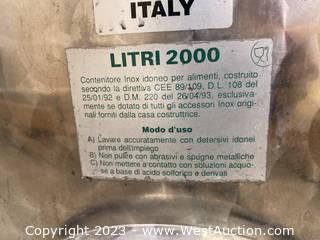 ITALY
LITRI 2000
Contenitore Inox idoneo per alimenti, costruito
secondo la direttiva CEE 89/109, D.L. 108 del
25/01/92 e D.M. 220 del 26/04/93, esclusiva-
mente se dotato di tutti gli accessori Inox origi-
nali forniti dalla casa costruttrice.
Modo d'uso
A) Lavare accuratamente con detersivi idonei
prima dell'impiego
B) Non pulire con abrasivi e spugne metalliche
C) Non mettere a contatto con soluzioni acquo-
se a base di acido solforico e derivati
Copyright 2023 - WestAuction.com